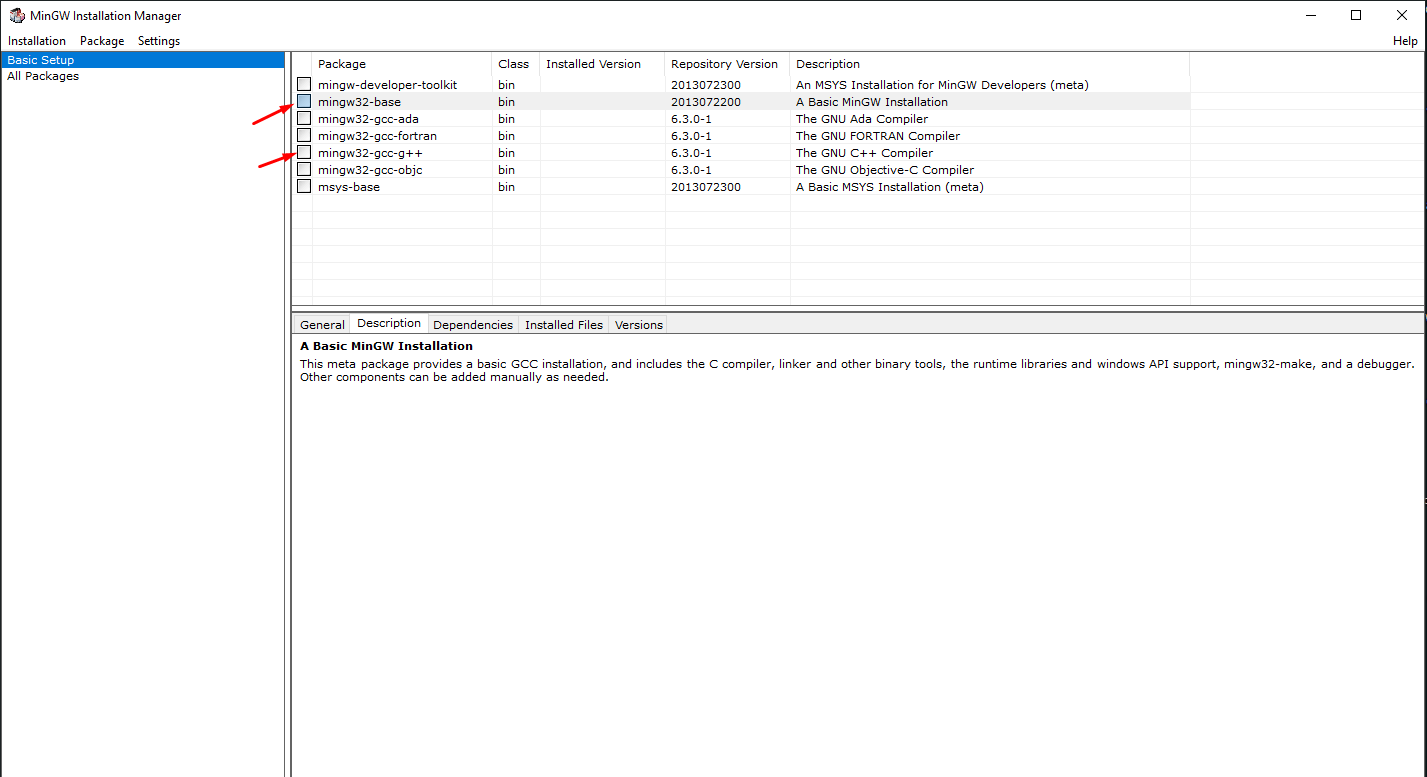 MinGW Installation Manager
Installation Package Settings Help
Basic Setup
All Packages
Package Class Installed Version Repository Version Description
mingw-developer-toolkit bin 2013072300 An MSYS Installation for MinGW Developers (meta)
mingw32-base bin 2013072200 A Basic MinGW Installation
mingw32-gcc-ada bin 6.3.0-1 The GNU Ada Compiler
mingw32-gcc-fortran bin 6.3.0-1 The GNU FORTRAN Compiler
mingw32-gcc-g++ bin 6.3.0-1 The GNU C++ Compiler
mingw32-gcc-objc bin 6.3.0-1 The GNU Objective-C Compiler
msys-base bin 2013072300 A Basic MSYS Installation (meta)
General Description Dependencies Installed Files Versions
A Basic MinGW Installation
This meta package provides a basic GCC installation, and includes the C compiler, linker and other binary tools, the runtime libraries and windows API support, mingw32-make, and a debugger.
Other components can be added manually as needed.